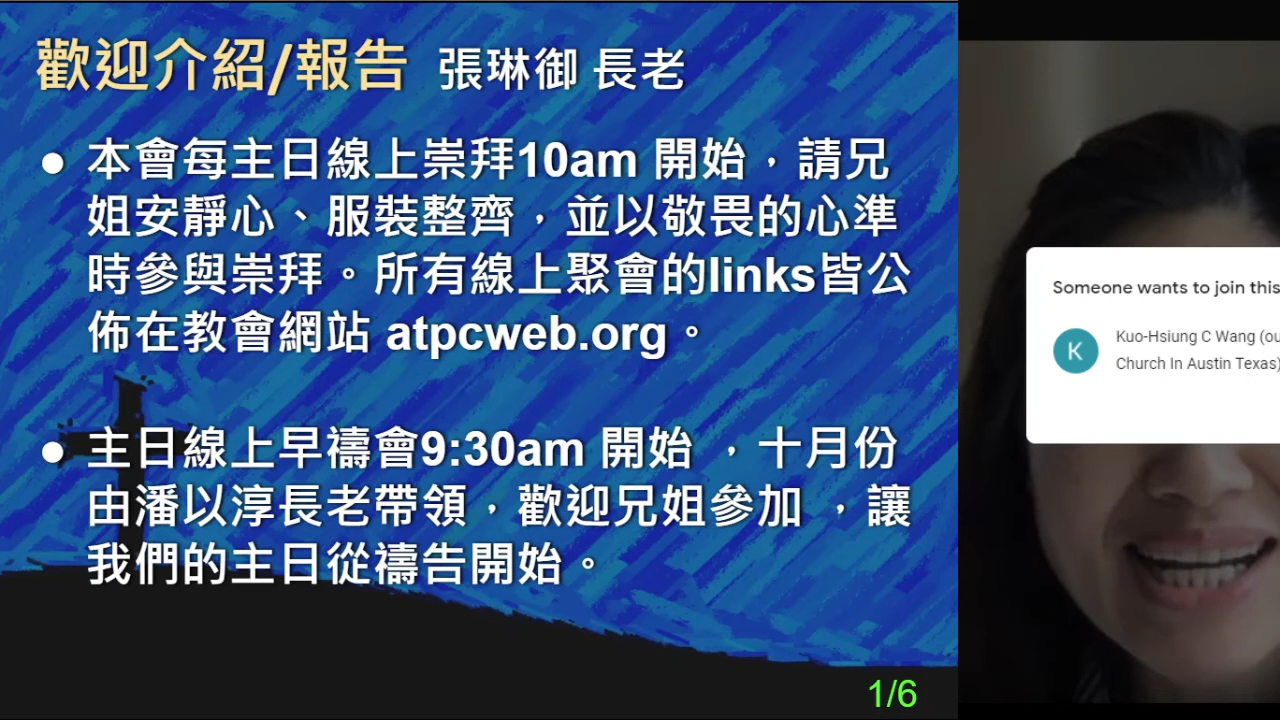 歡迎介紹/報告 張琳御 長老
● 本會每主日線上崇拜10am 開始，請兄
姐安靜心、服裝整齊，並以敬畏的心準
時參與崇拜。所有線上聚會的links皆公
佈在教會網站 atpcweb.org。
● 主日線上早禱會9:30am 開始 ，十月份
由潘以淳長老帶領，歡迎兄姐參加 ，讓
我們的主日從禱告開始。
1/6
Someone wants to join this
K
Kuo-Hsiung C Wang (ou
Church In Austin Texas)